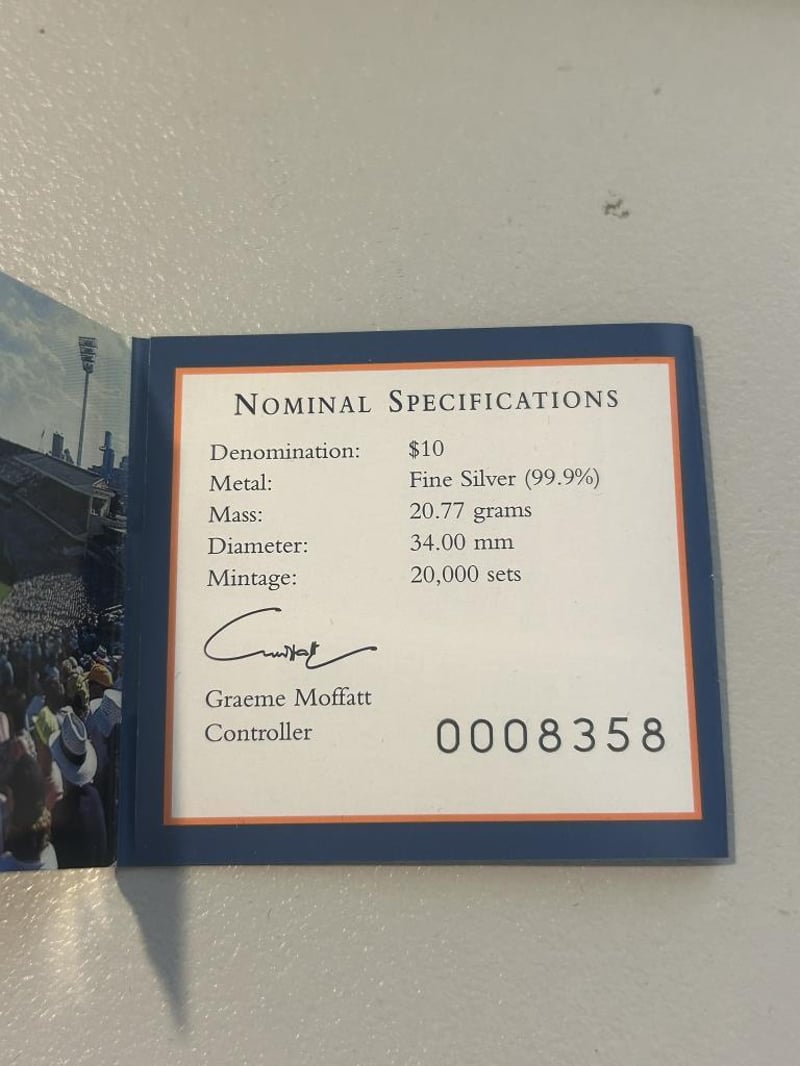 NOMINAL SPECIFICATIONS
Denomination: $10
Metal: Fine Silver (99.9%)
Mass: 20.77 grams
Diameter: 34.00 mm
Mintage: 20,000 sets
Graeme Moffatt
Controller 0008358